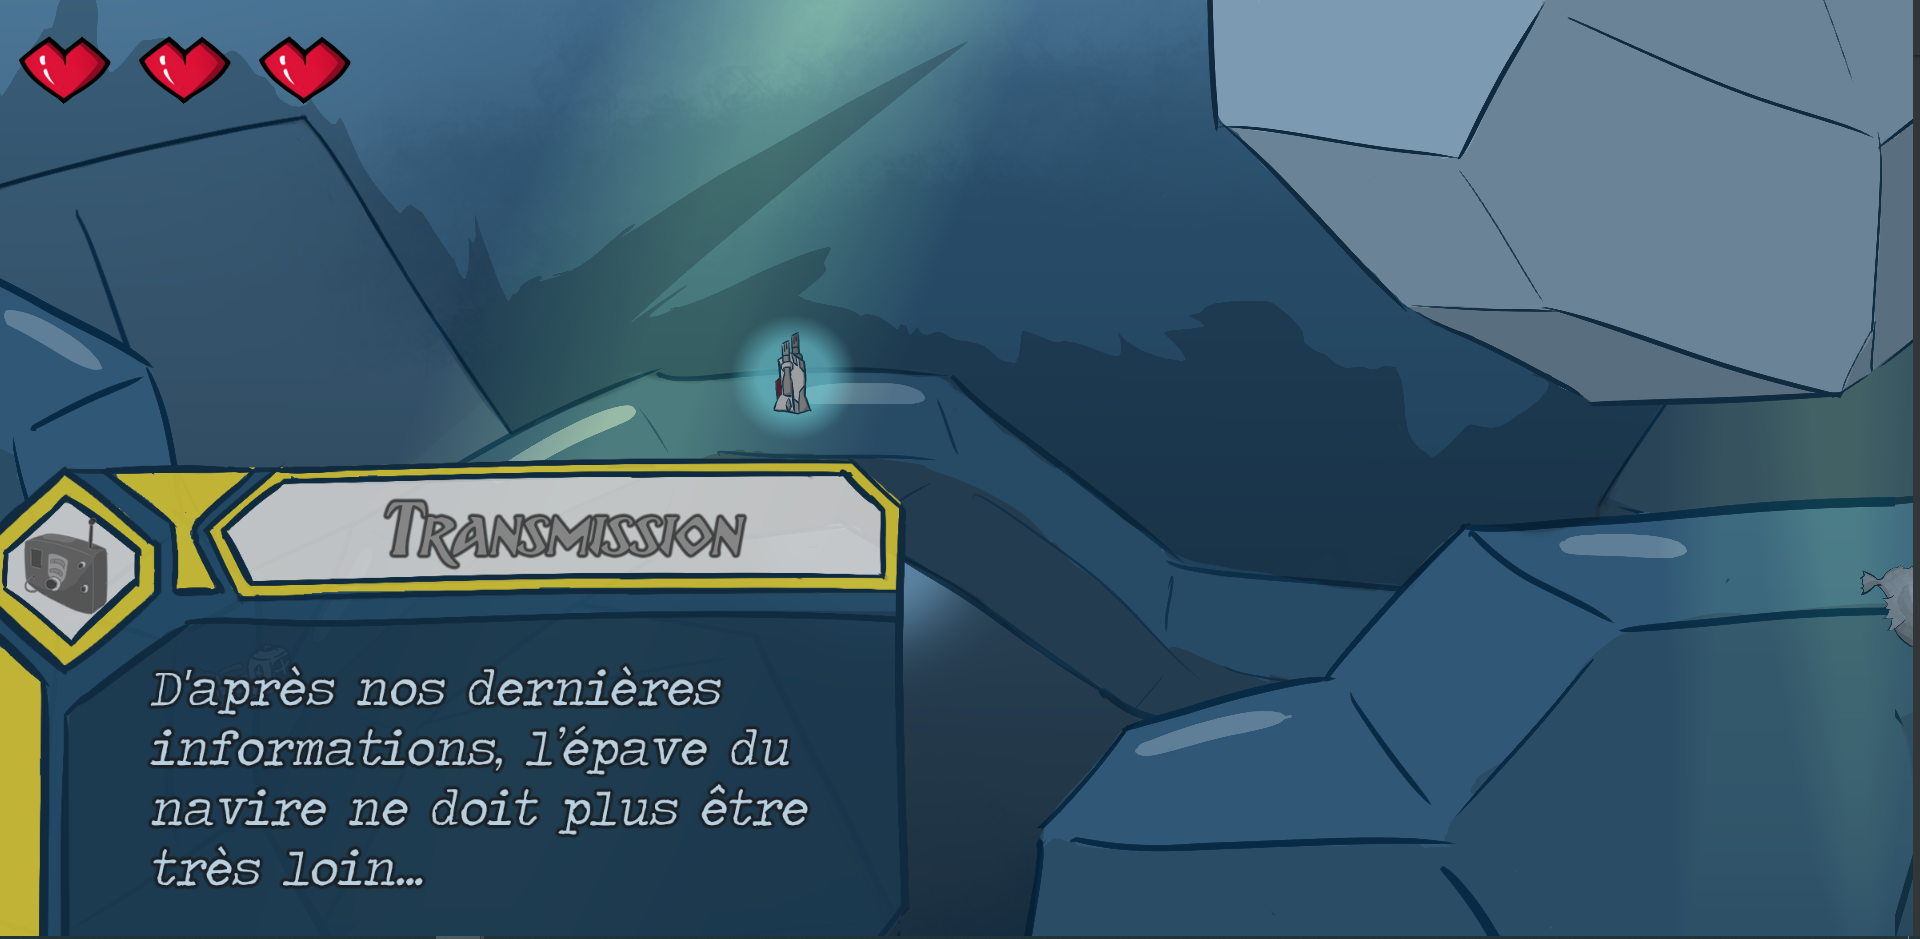 Transmission
D'après nos dernières
informations, l'épave du
navire ne doit plus être
très loin...